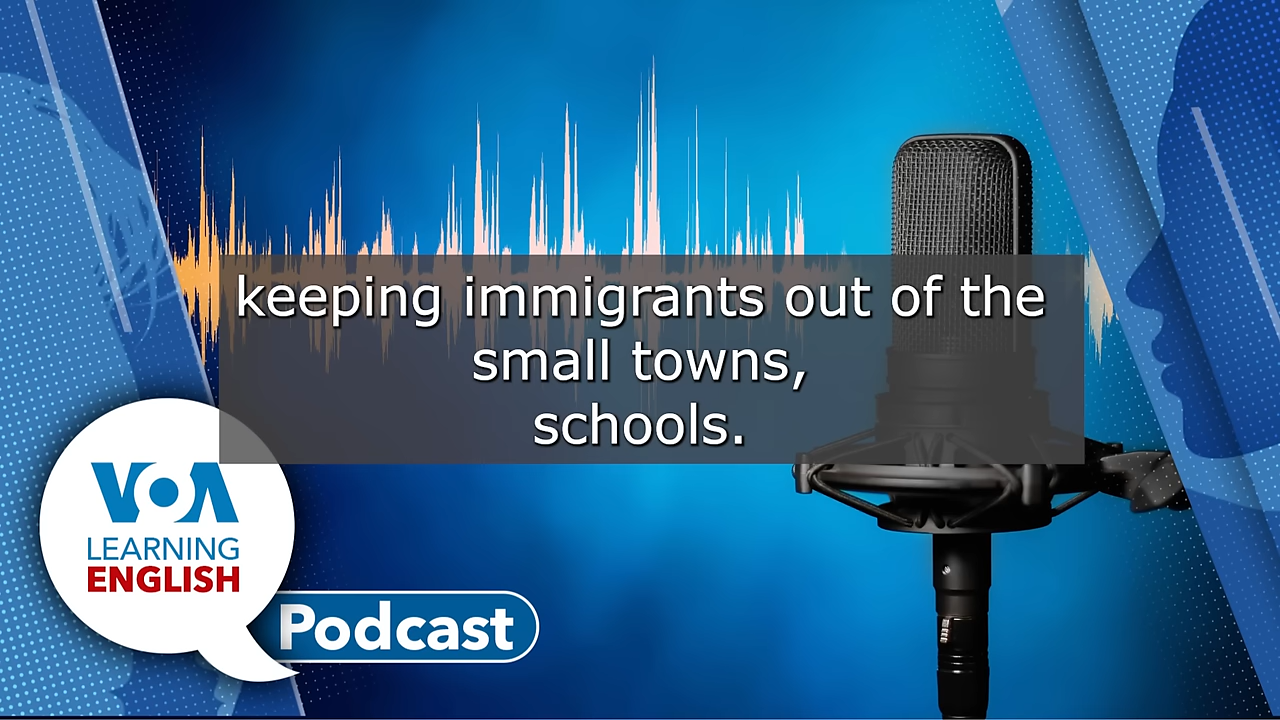 keeping immigrants out of the
small towns,
schools.
VOA
LEARNING
ENGLISH
Podcast